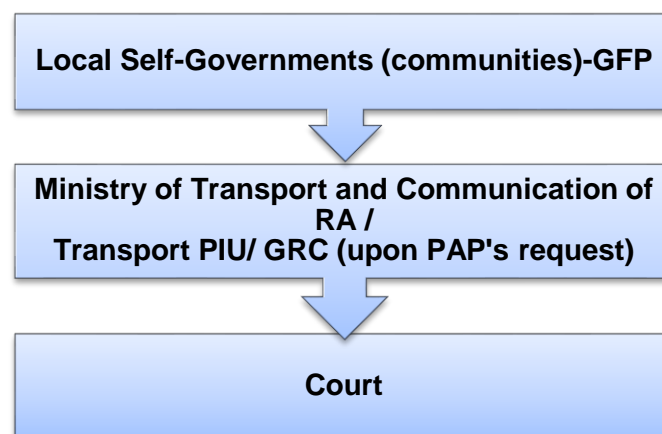 Local Self-Governments (communities)-GFP
Ministry of Transport and Communication of
RA /
Transport PIU/ GRC (upon PAP's request)
Court